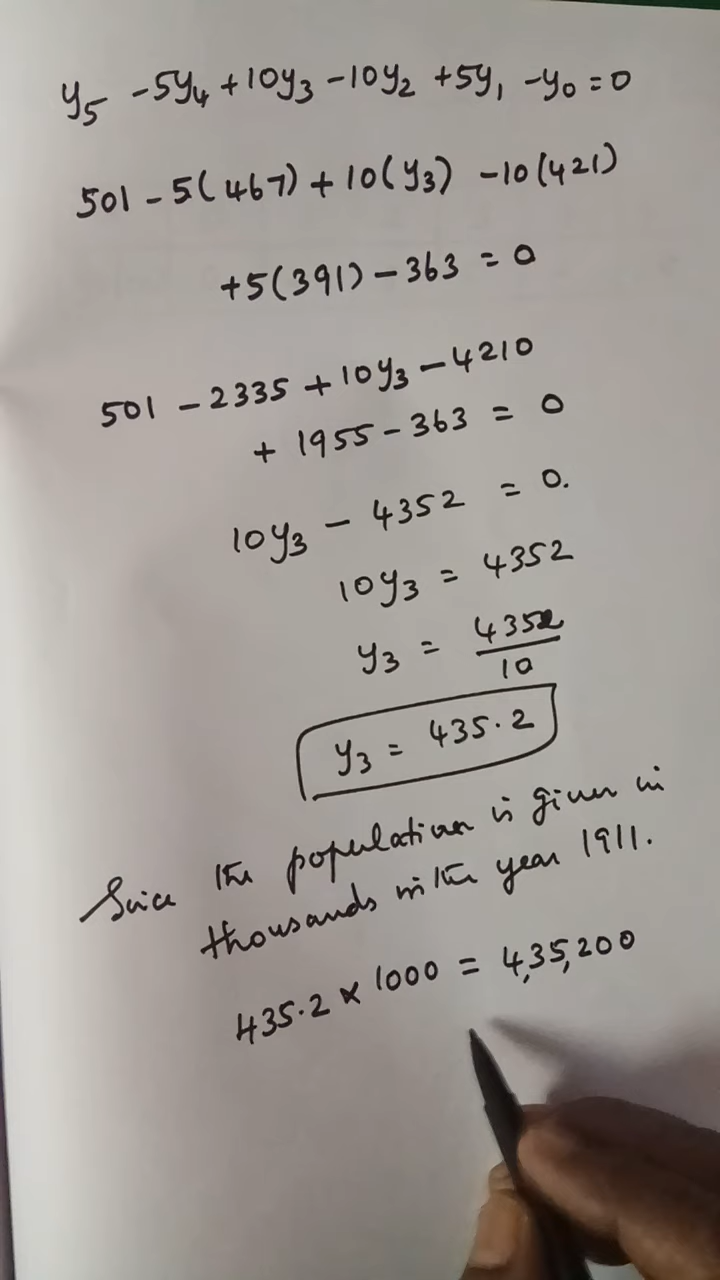 y₅ - 5y₄ + 10y₃ - 10y₂ + 5y₁ - y₀ = 0
501 - 5(467) + 10(y₃) - 10(421)
+5(391) - 363 = 0
501 - 2335 + 10y₃ - 4210
+ 1955 - 363 = 0
10y₃ - 4352 = 0.
10y₃ = 4352
y₃ = 4352/10
y₃ = 435.2
Since the population is given in
thousands in the year 1911.
435.2 × 1000 = 4,35,200